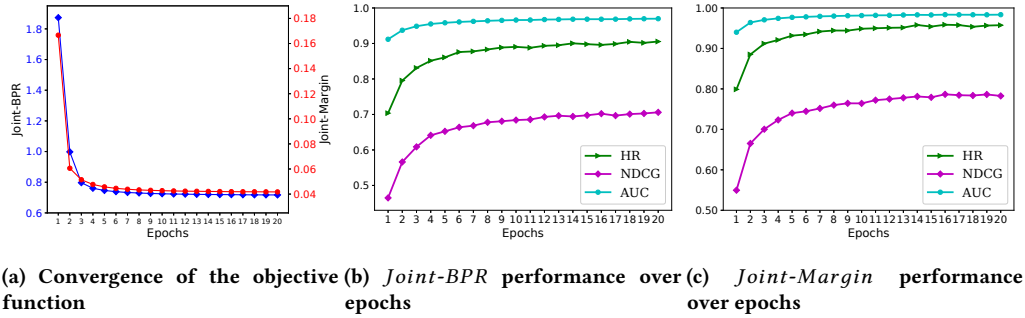 1.8
1.6
1.4
1.2
1.0
0.8
0.6
Joint-BPR
0.18
0.16
0.14
0.12
0.10
0.08
0.06
0.04
Joint-Margin
1 2 3 4 5 6 7 8 9 10 11 12 13 14 15 16 17 18 19 20
Epochs
1.0
0.9
0.8
0.7
0.6
0.5
HR
NDCG
AUC
1 2 3 4 5 6 7 8 9 10 11 12 13 14 15 16 17 18 19 20
Epochs
1.00
0.90
0.80
0.70
0.60
0.50
HR
NDCG
AUC
1 2 3 4 5 6 7 8 9 10 11 12 13 14 15 16 17 18 19 20
Epochs
(a) Convergence of the objective
function
(b) Joint-BPR performance over
epochs
(c) Joint-Margin performance
over epochs